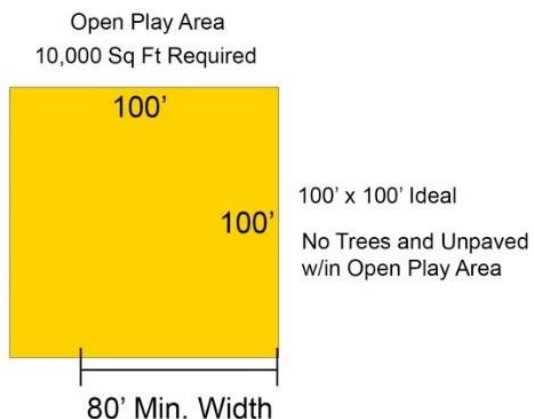 Open Play Area
10,000 Sq Ft Required
100’
100’
100’ x 100’ Ideal
No Trees and Unpaved
w/in Open Play Area
80’ Min. Width